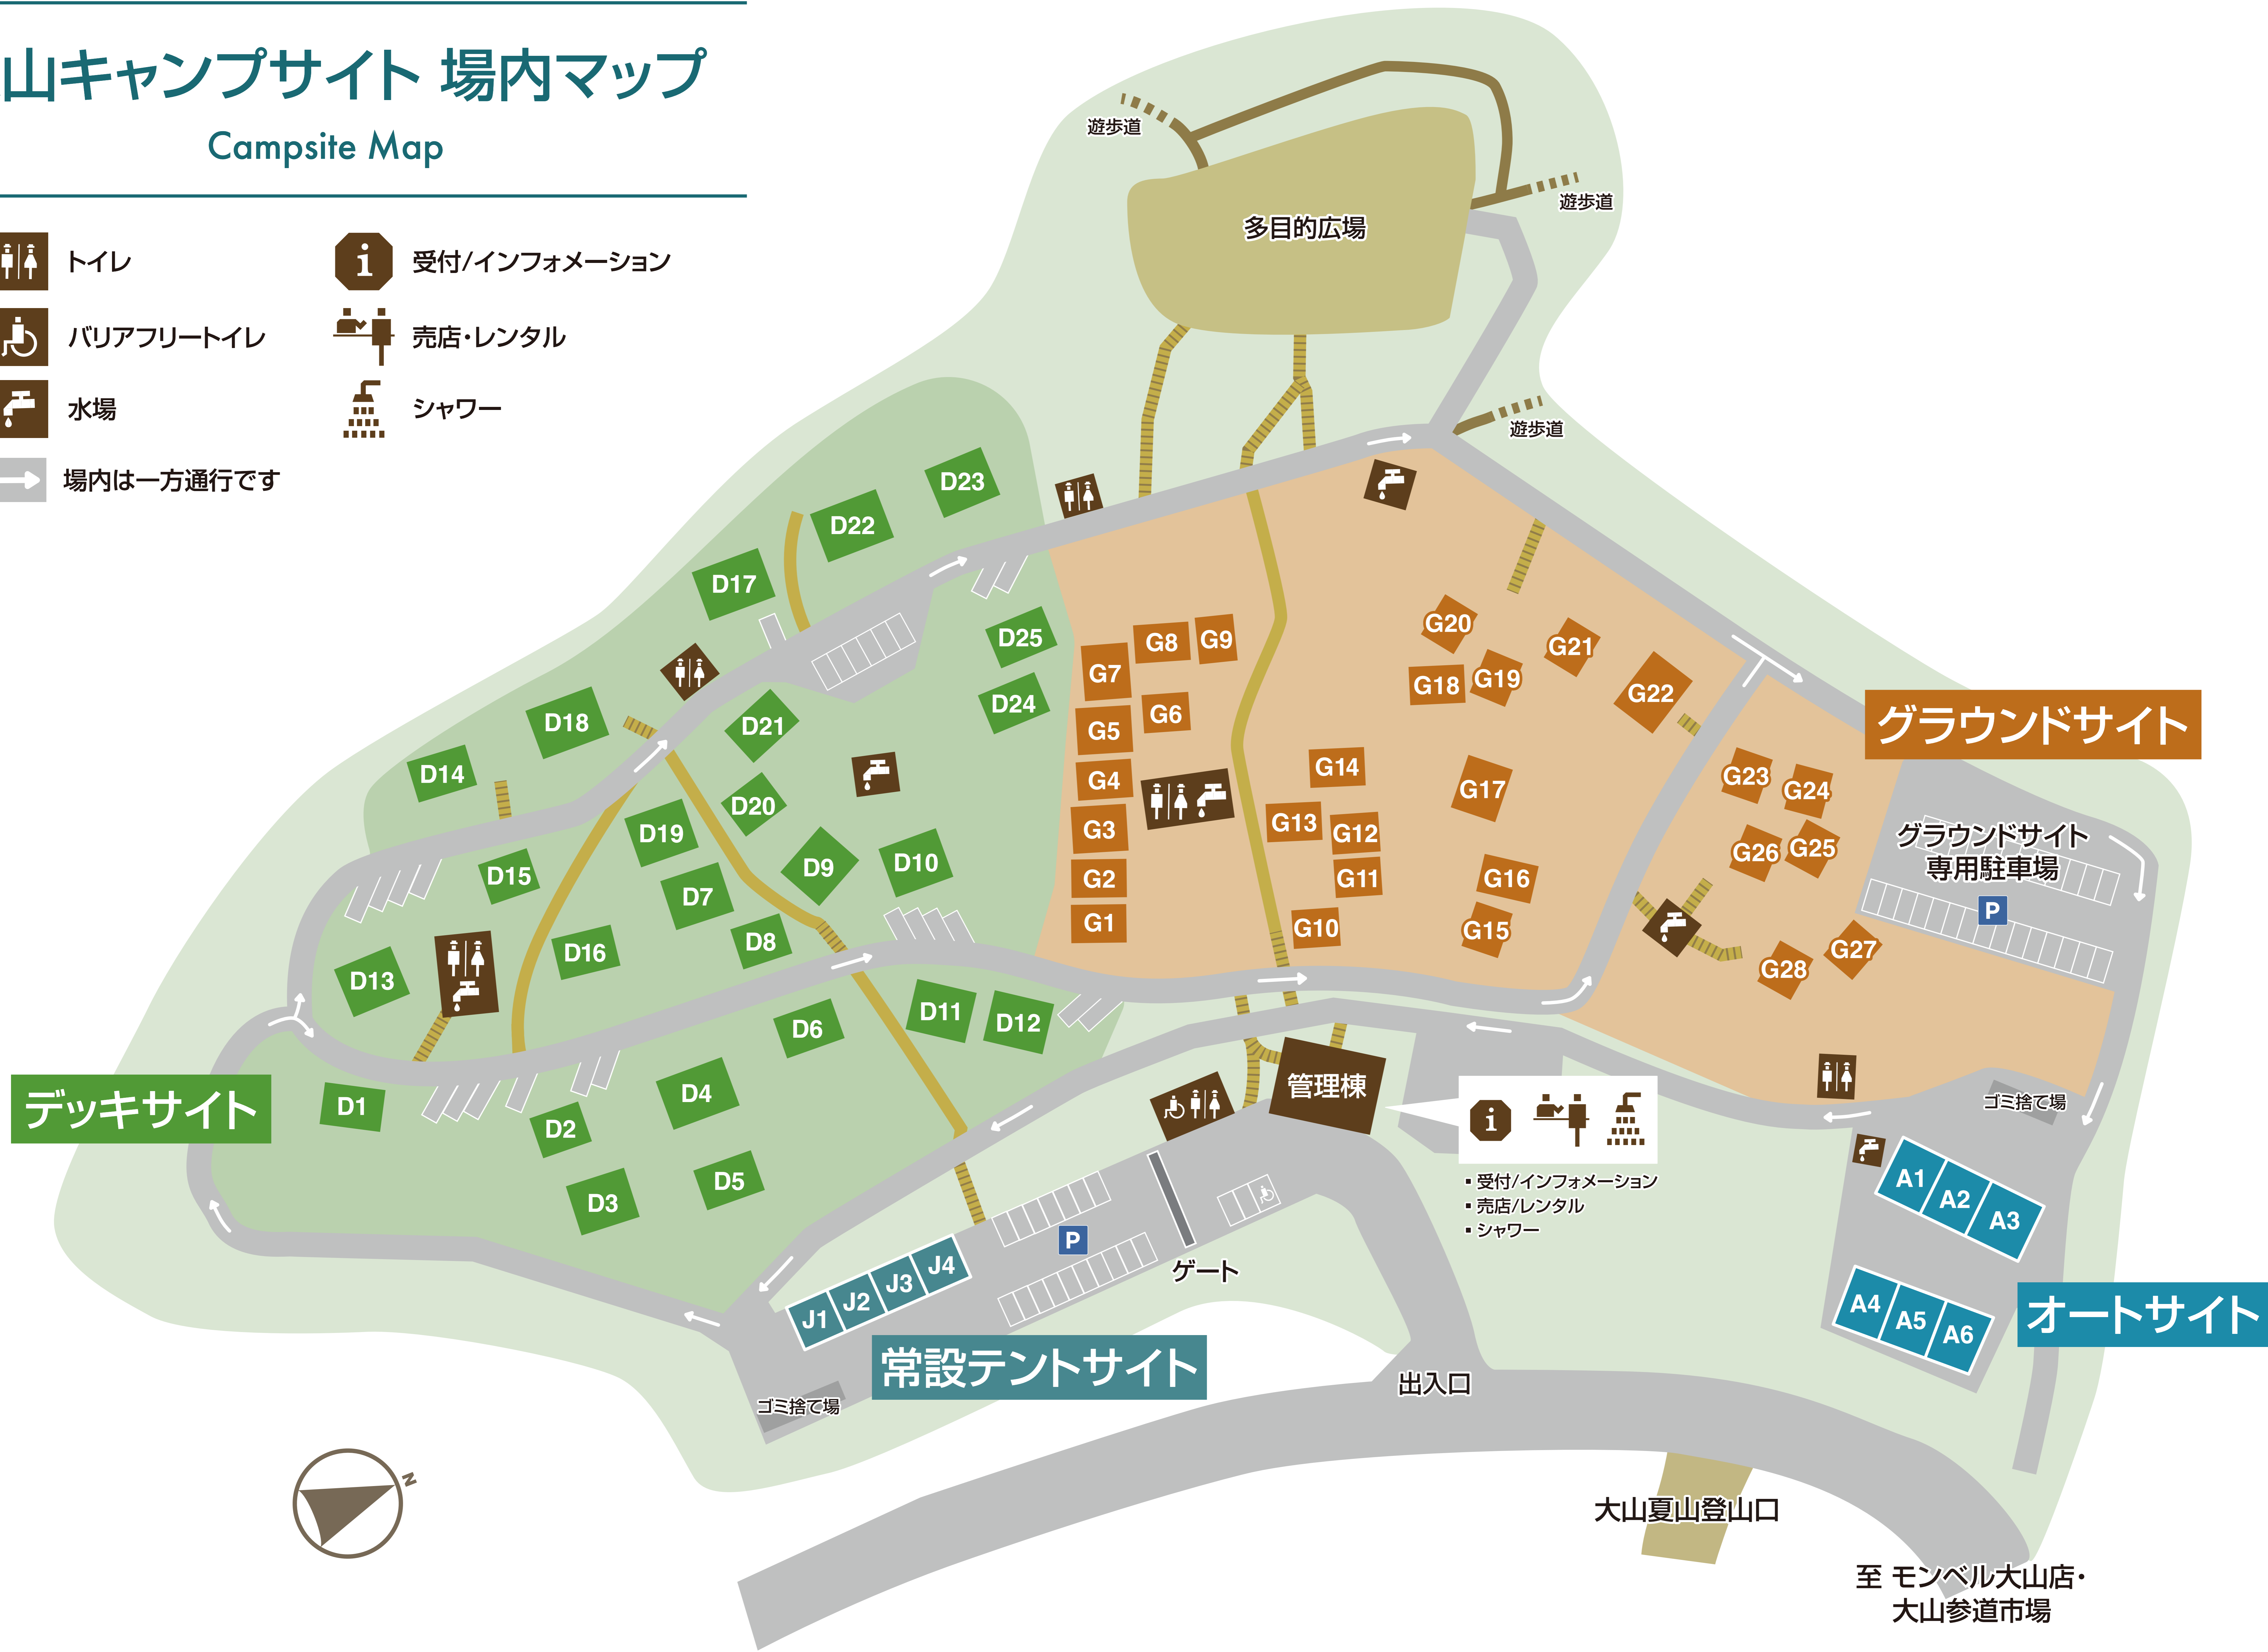 山キャンプサイト 場内マップ
Campsite Map
トイレ
受付/インフォメーション
バリアフリートイレ
売店・レンタル
水場
シャワー
場内は一方通行です
遊歩道
遊歩道
多目的広場
遊歩道
D23
D22
D17
D25
D24
D18
D21
D14
D20
D19
D15
D9
D10
D7
D8
D16
D13
D11
D12
D6
D1
D4
D2
D5
D3
デッキサイト
G8
G9
G7
G6
G5
G4
G3
G2
G1
G20
G21
G18
G19
G22
G14
G17
G13
G12
G11
G16
G10
G15
G23
G24
G26
G25
G27
G28
グラウンドサイト
グラウンドサイト
専用駐車場
P
管理棟
i
・受付/インフォメーション
・売店/レンタル
・シャワー
ゴミ捨て場
A1
A2
A3
A4
A5
A6
オートサイト
P
ゲート
J4
J3
J2
J1
常設テントサイト
ゴミ捨て場
出入口
N
大山夏山登山口
至 モンベル大山店・
大山参道市場